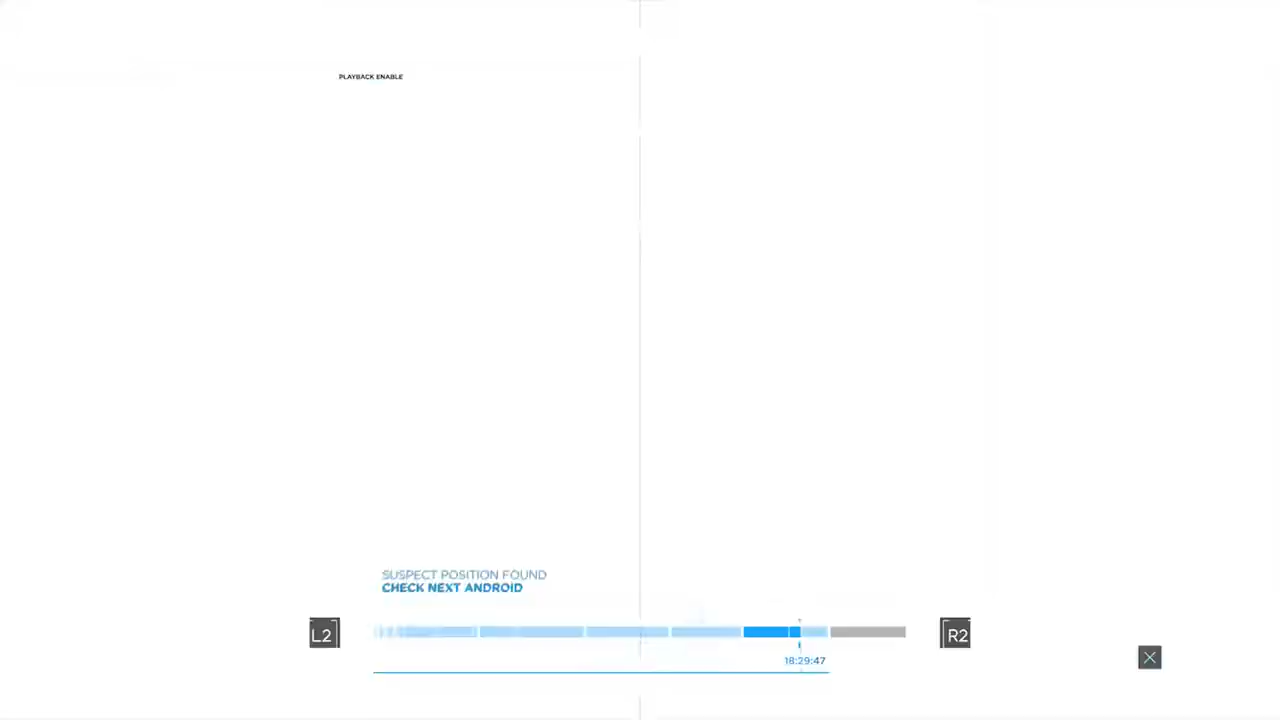 PLAYBACK ENABLE
SUSPECT POSITION FOUND
CHECK NEXT ANDROID
L2
R2
18:29:47